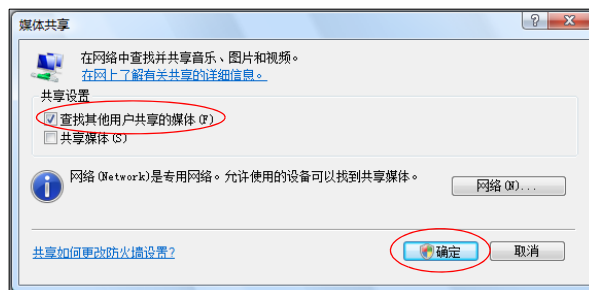 媒体共享
在网络中查找并共享音乐、图片和视频。
在网上了解有关共享的详细信息。
共享设置
查找其他用户共享的媒体(F)
共享媒体(S)
网络(Network)是专用网络。允许使用的设备可以找到共享媒体。
网络(N)...
共享如何更改防火墙设置?
确定
取消